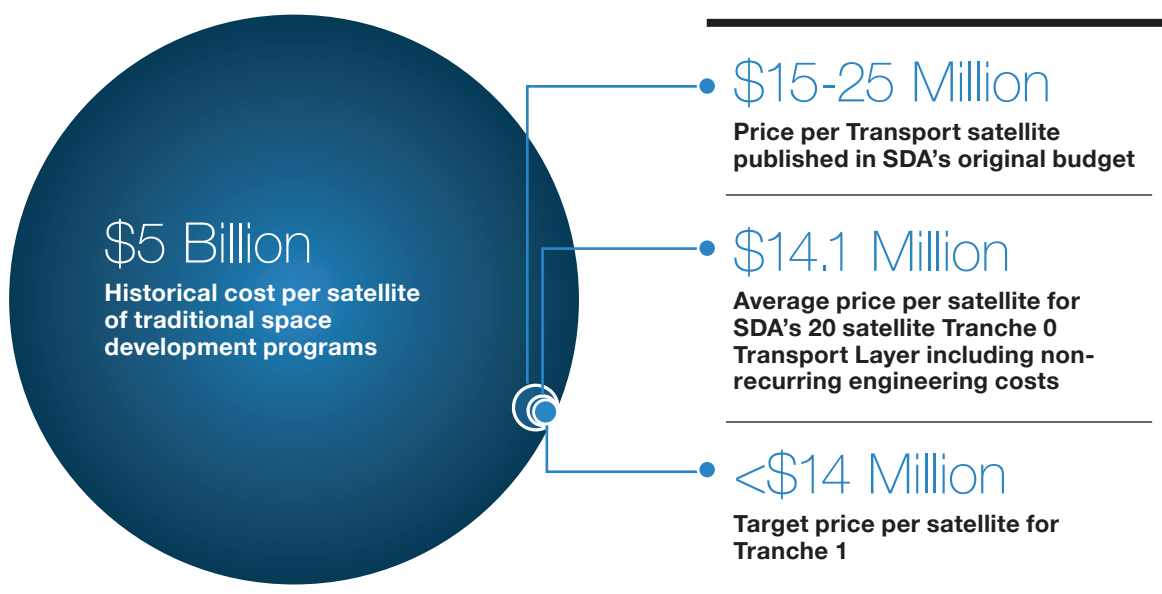 $5 Billion
Historical cost per satellite
of traditional space
development programs
$15-25 Million
Price per Transport satellite
published in SDA's original budget
$14.1 Million
Average price per satellite for
SDA's 20 satellite Tranche 0
Transport Layer including non-
recurring engineering costs
<$14 Million
Target price per satellite for
Tranche 1